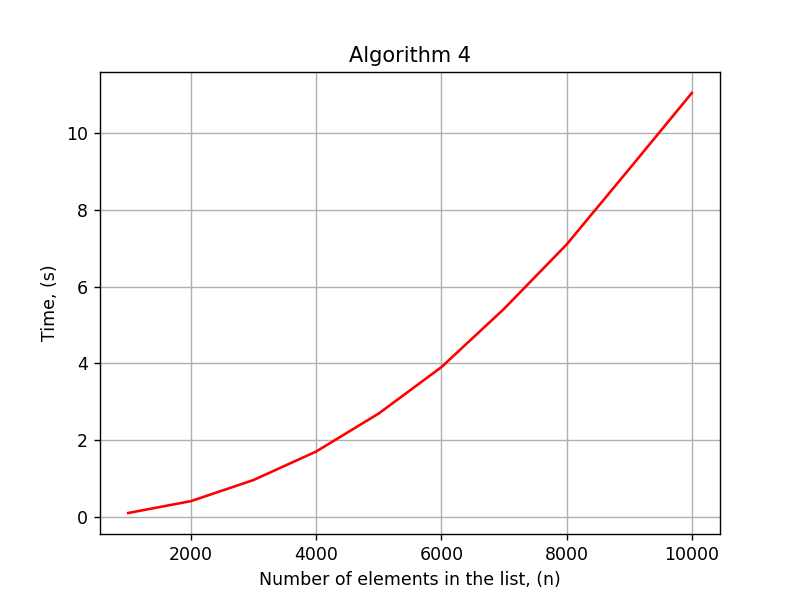 Algorithm 4
Time, (s)
10
8
6
4
2
0
2000 4000 6000 8000 10000
Number of elements in the list, (n)